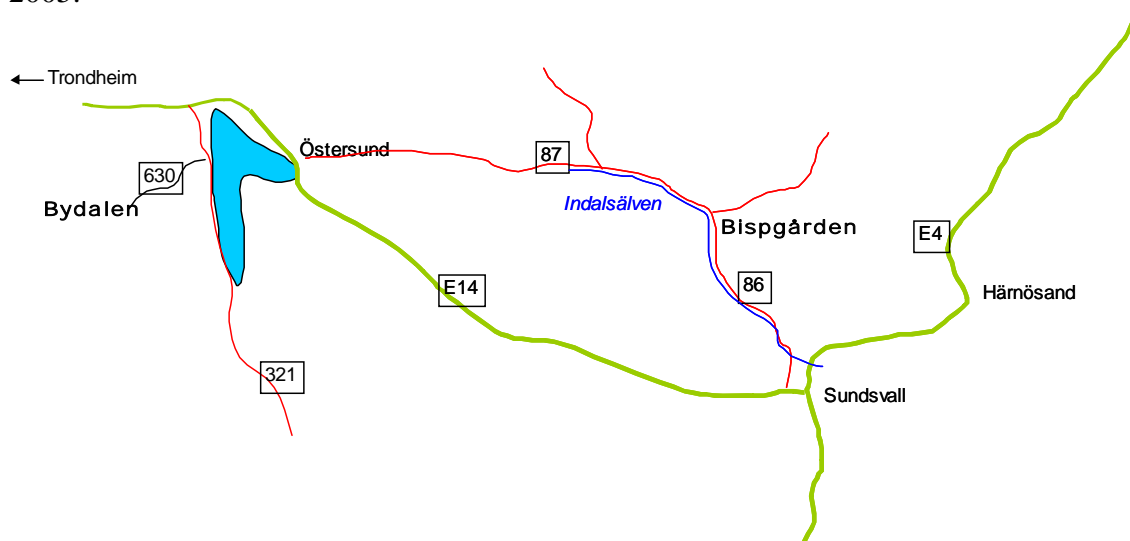 ← Trondheim
Östersund
87
630
Indalsälven
Bydalen
Bispgården
E4
E14
86
Härnösand
321
Sundsvall